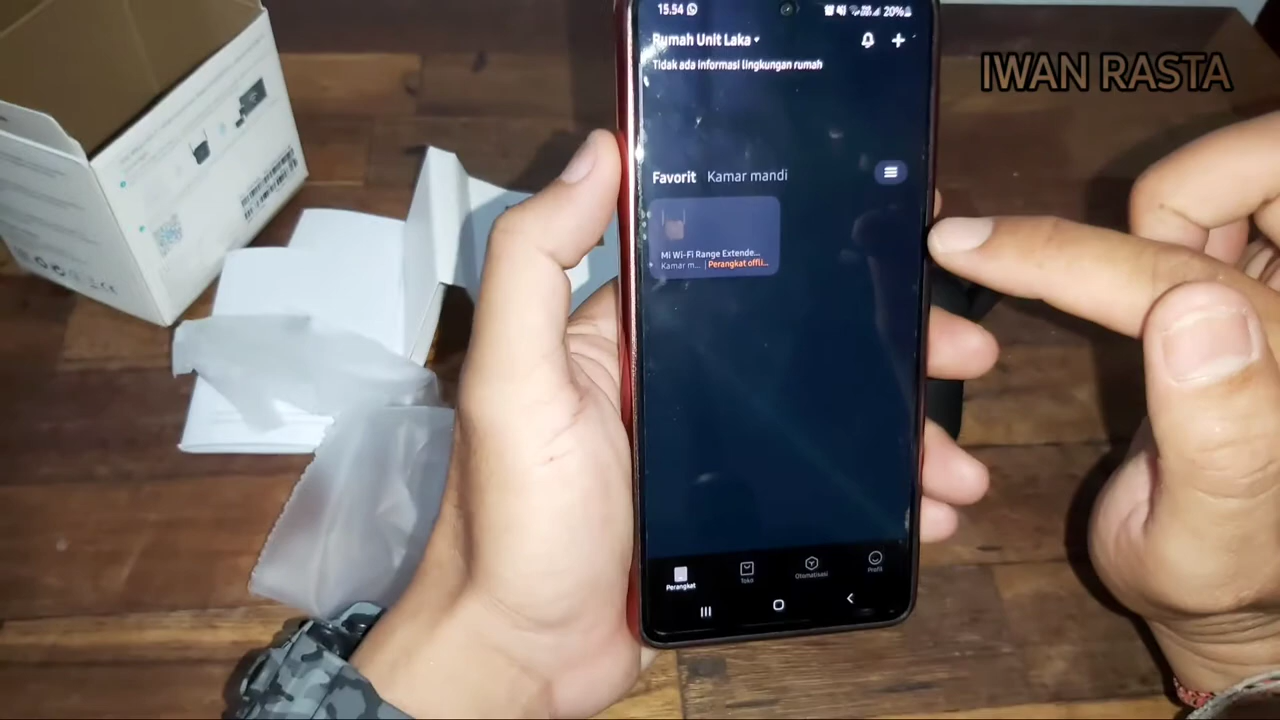 15.54
20%
Rumah Unit Laka
Tidak ada informasi lingkungan rumah
IWAN RASTA
Favorit Kamar mandi
Mi Wi-Fi Range Extende...
Kamar m... | Perangkat offli...
Perangkat
Toko
Otomatisasi
Profil